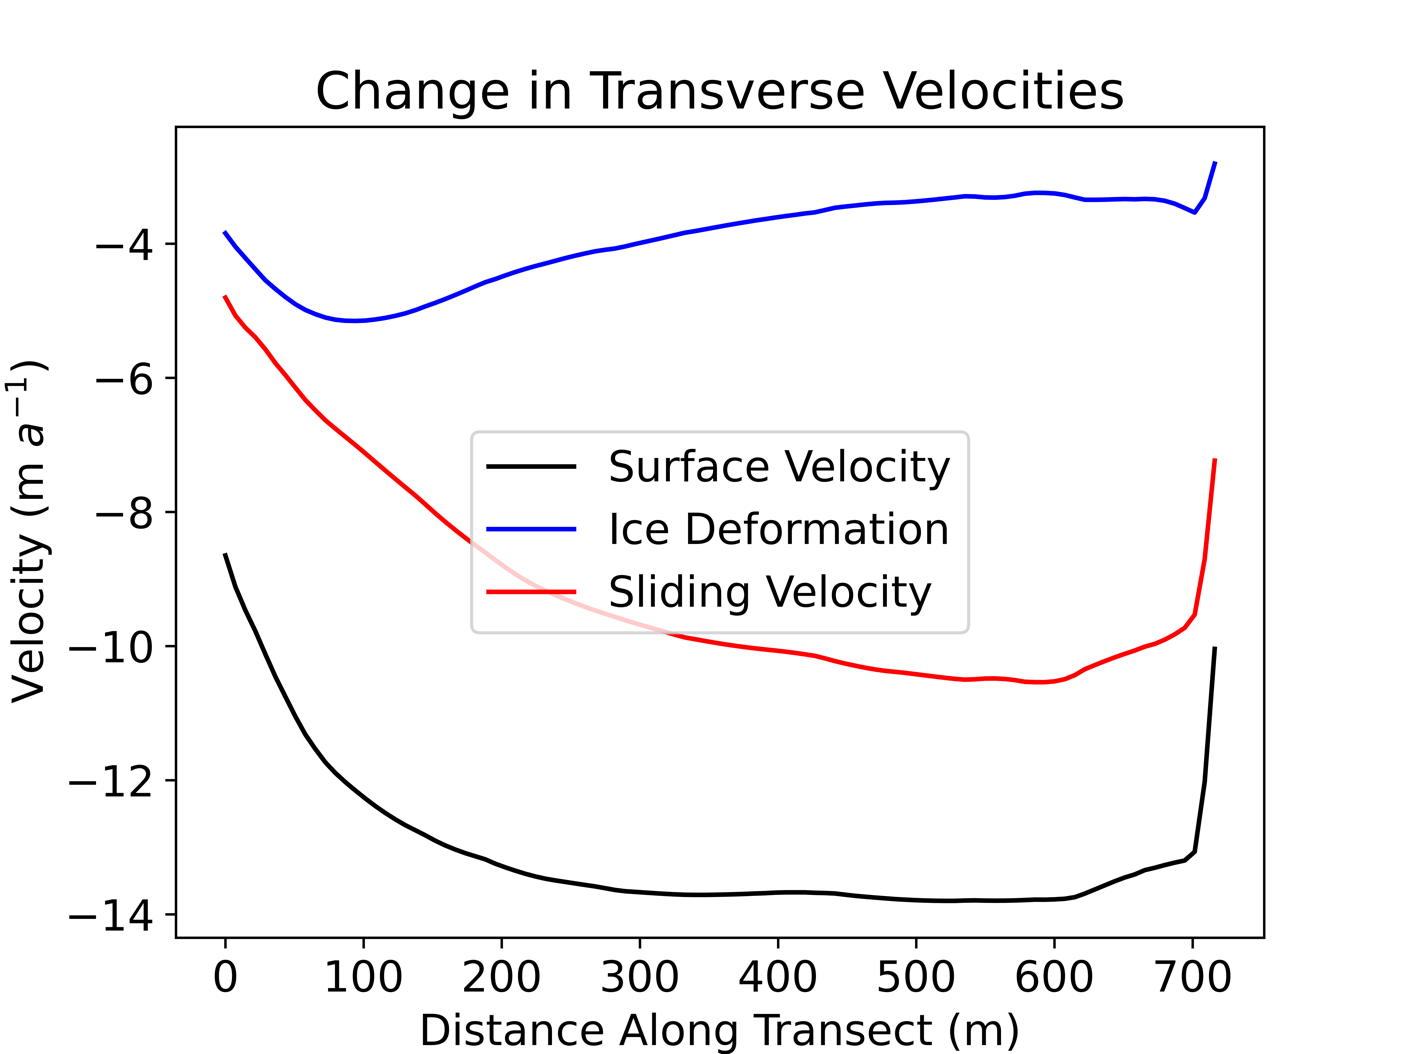 Change in Transverse Velocities
Velocity (m a⁻¹)
−4
−6
−8
−10
−12
−14
Surface Velocity
Ice Deformation
Sliding Velocity
0 100 200 300 400 500 600 700
Distance Along Transect (m)